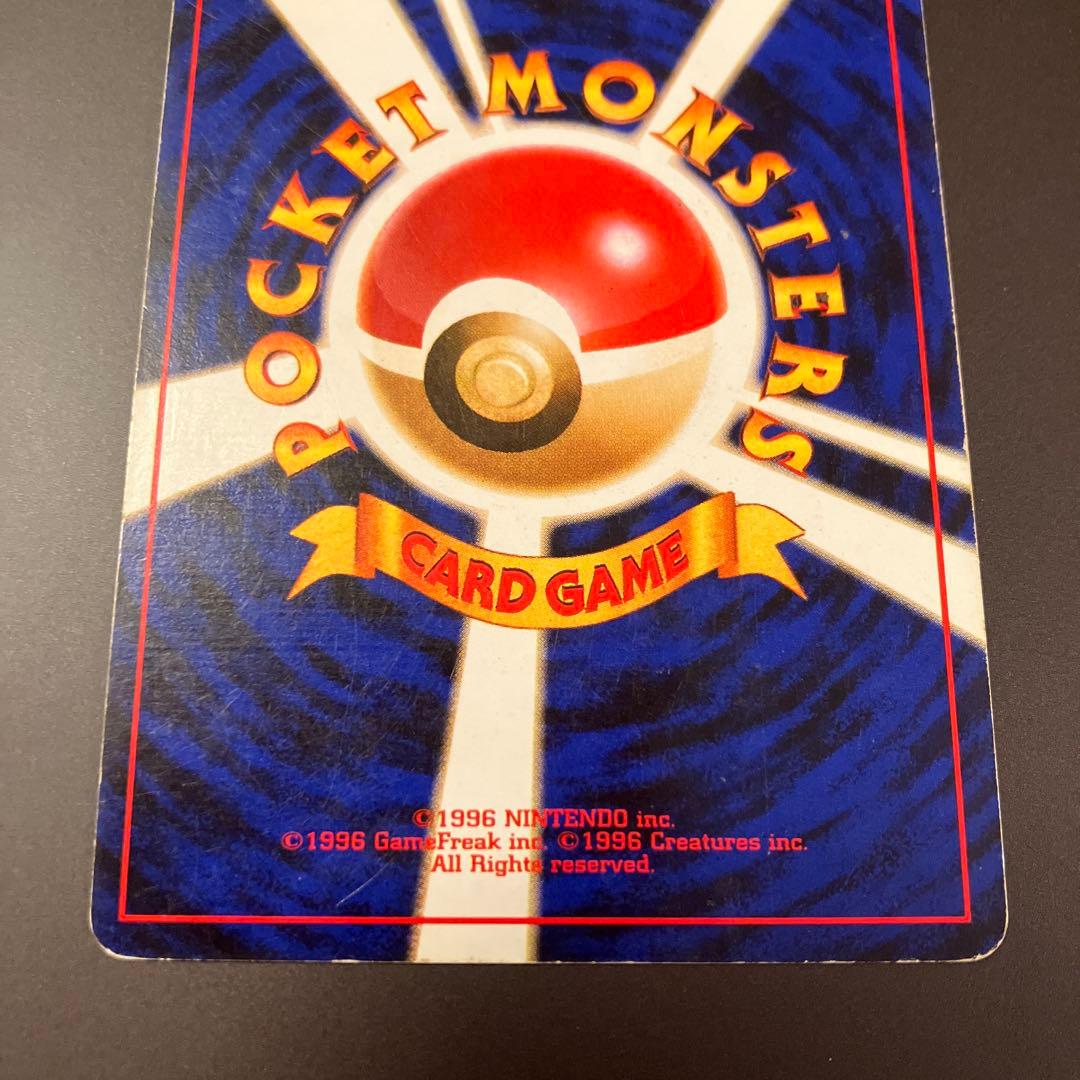 POCKET MONSTERS
CARD GAME
©1996 NINTENDO inc.
©1996 GameFreak inc. ©1996 Creatures inc.
All Rights reserved.